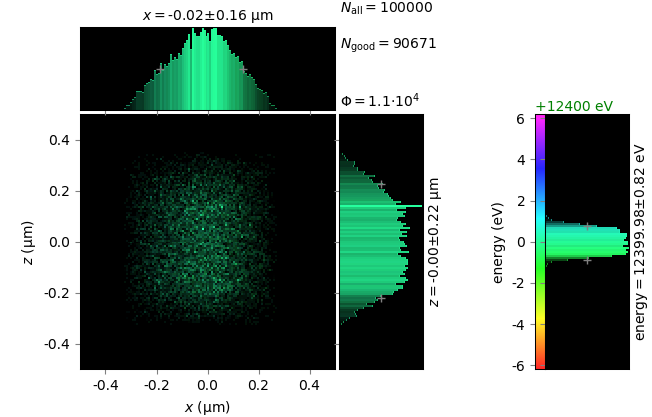 x = -0.02±0.16 μm
N_all = 100000
N_good = 90671
Φ = 1.1·10⁴
+12400 eV
0.4
0.2
0.0
-0.2
-0.4
z (μm)
-0.4 -0.2 0.0 0.2 0.4
x (μm)
z = -0.00±0.22 μm
6
4
2
0
-2
-4
-6
energy (eV)
energy = 12399.98±0.82 eV